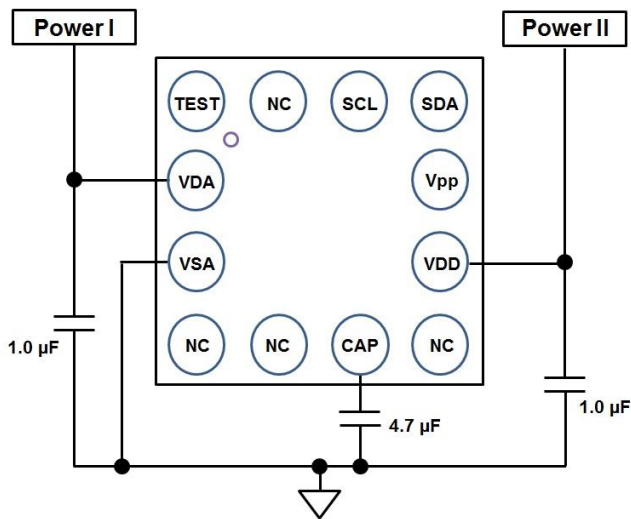 Power I
Power II
TEST
NC
SCL
SDA
VDA
Vpp
VSA
VDD
NC
NC
CAP
NC
1.0 µF
4.7 µF
1.0 µF